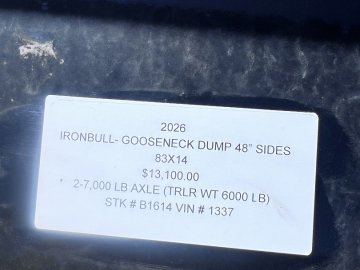 2026
IRONBULL- GOOSENECK DUMP 48" SIDES
83X14
$13,100.00
2-7,000 LB AXLE (TRLR WT 6000 LB)
STK # B1614 VIN # 1337